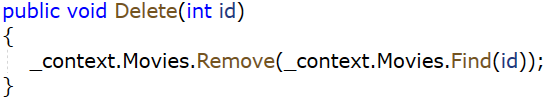 public void Delete(int id)
{
    _context.Movies.Remove(_context.Movies.Find(id));
}